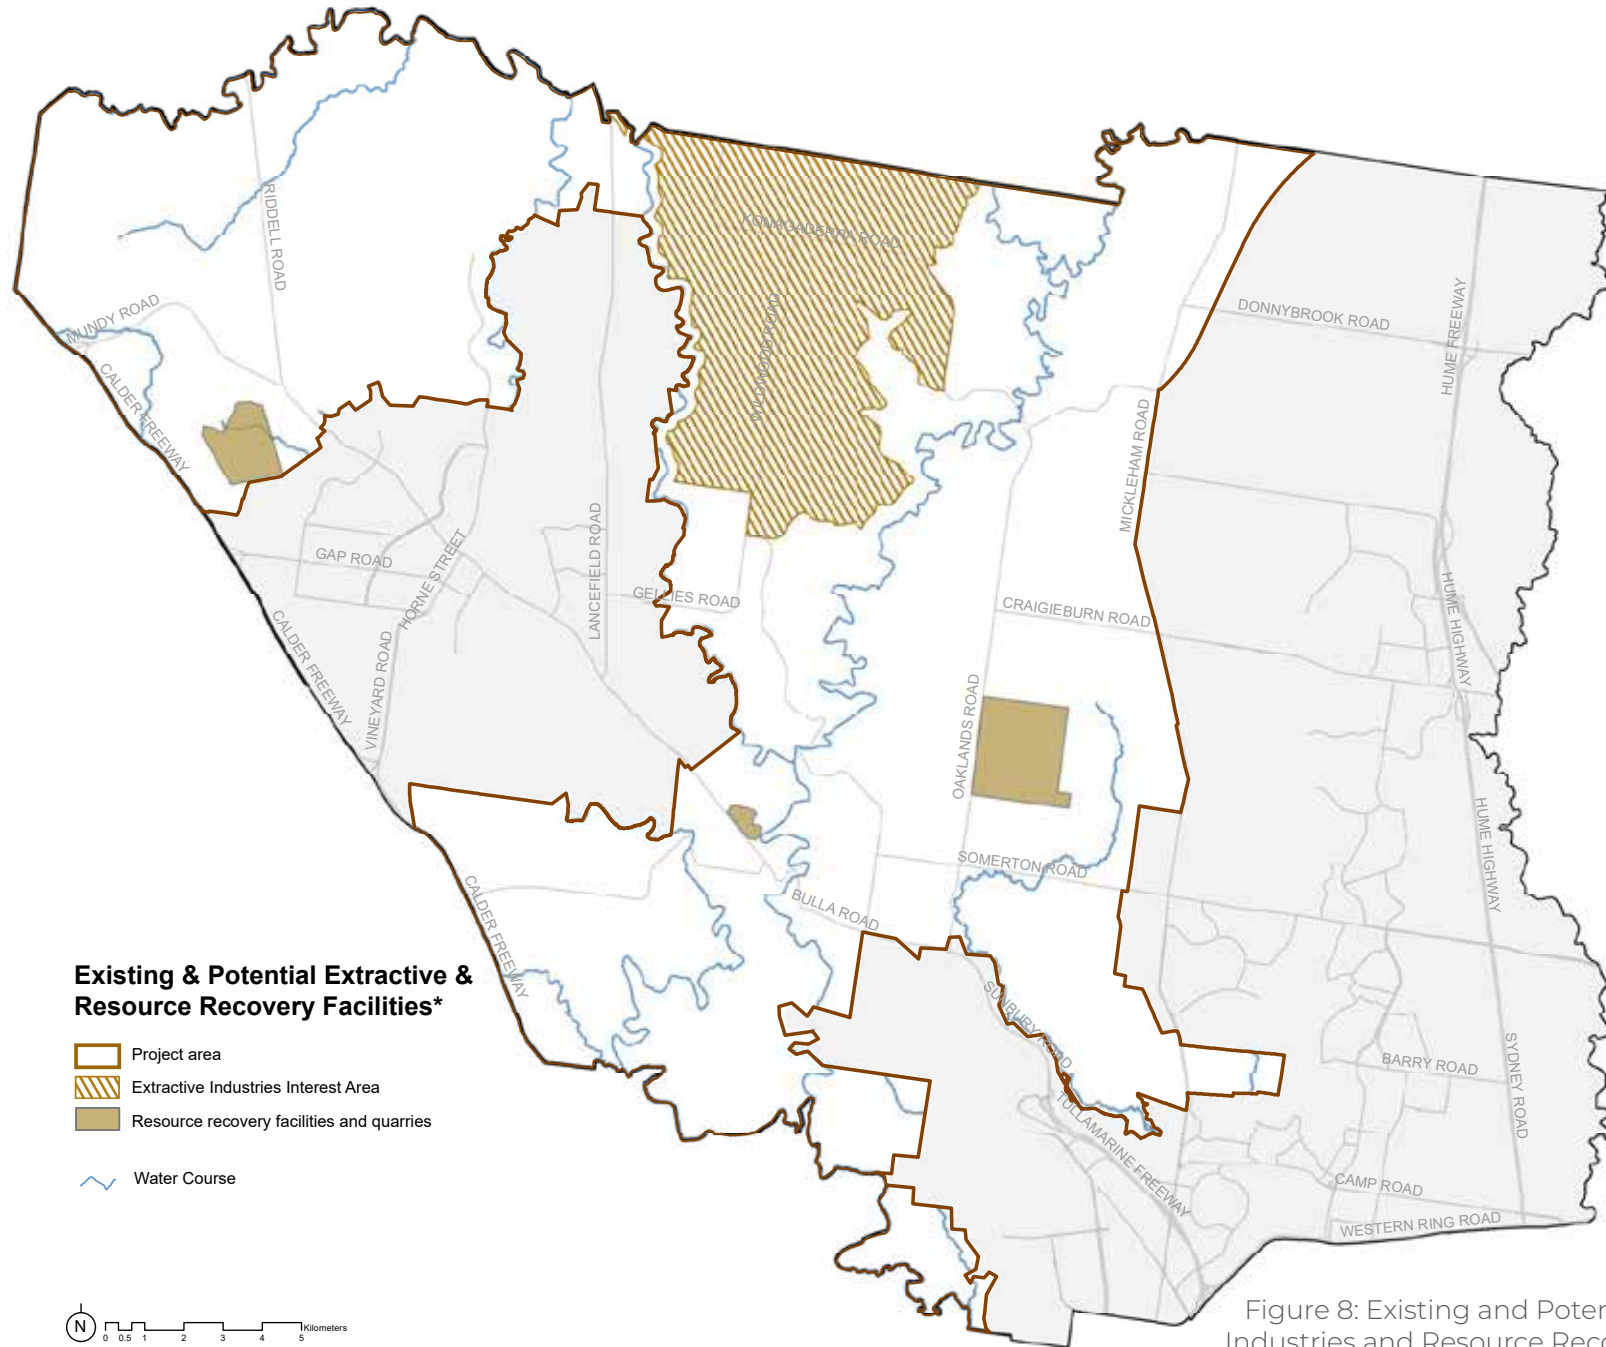 KONAGADERRA ROAD
RIDDELL ROAD
WILDWOOD ROAD
MUNDY ROAD
DONNYBROOK ROAD
HUME FREEWAY
CALDER FREEWAY
MICKLEHAM ROAD
LANCEFIELD ROAD
GAP ROAD
HORNE STREET
GELLIES ROAD
CRAIGIEBURN ROAD
HUME HIGHWAY
CALDER FREEWAY
VINEYARD ROAD
OAKLANDS ROAD
HUME HIGHWAY
SOMERTON ROAD
BULLA ROAD
CALDER FREEWAY
SUNBURY ROAD
BARRY ROAD
SYDNEY ROAD
TULLAMARINE FREEWAY
CAMP ROAD
WESTERN RING ROAD
Existing & Potential Extractive &
Resource Recovery Facilities*
Project area
Extractive Industries Interest Area
Resource recovery facilities and quarries
Water Course
N
0 0.5 1 2 3 4 5 Kilometers
Figure 8: Existing and Poten
Industries and Resource Reco